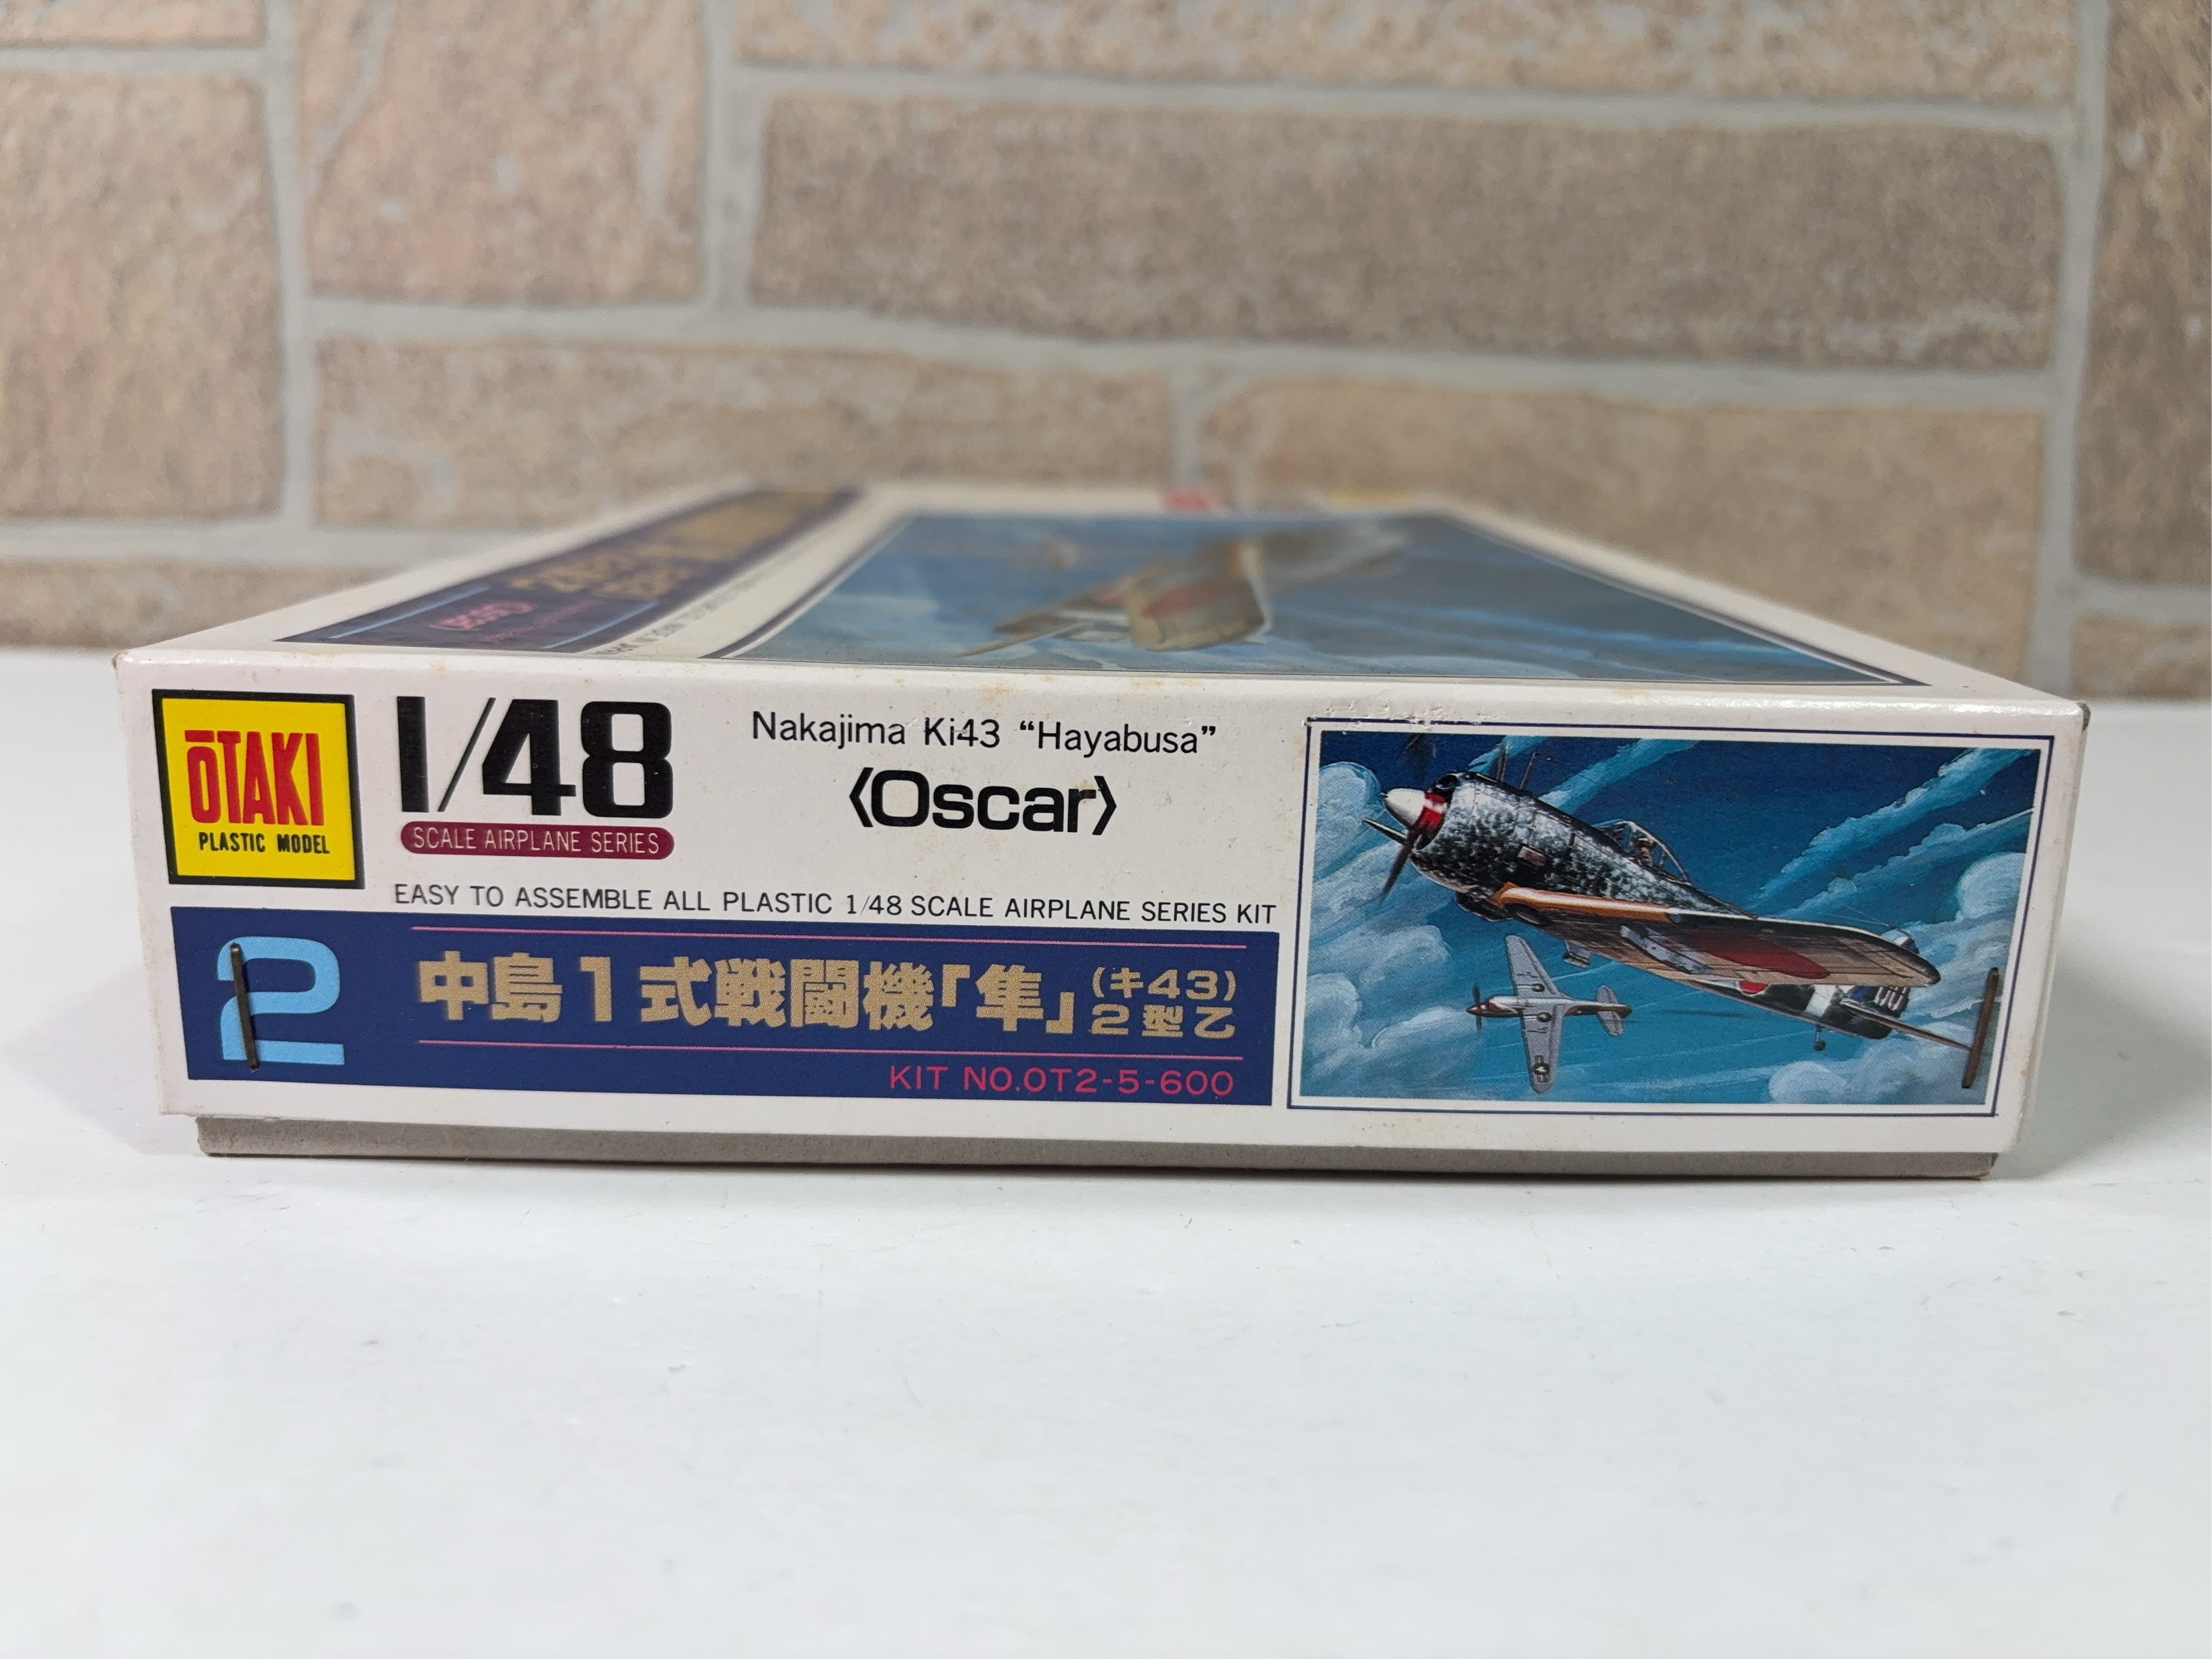 ŌTAKI
PLASTIC MODEL
1/48
SCALE AIRPLANE SERIES
Nakajima Ki43 “Hayabusa”
〈Oscar〉
EASY TO ASSEMBLE ALL PLASTIC 1/48 SCALE AIRPLANE SERIES KIT
2
中島1式戦闘機「隼」(キ43)
2型乙
KIT NO.OT2-5-600